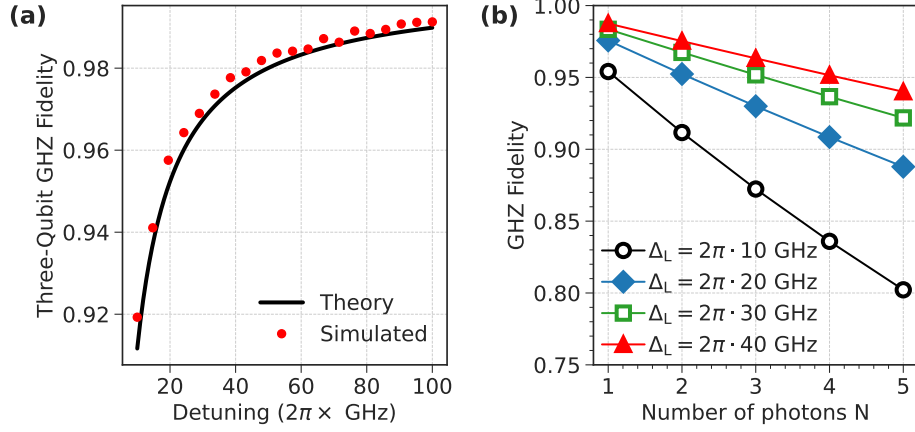 (a)
Three-Qubit GHZ Fidelity
0.98
0.96
0.94
0.92
Theory
Simulated
20
40
60
80
100
Detuning (2π× GHz)
(b)
GHZ Fidelity
1.00
0.95
0.90
0.85
0.80
0.75
Δ_L = 2π · 10 GHz
Δ_L = 2π · 20 GHz
Δ_L = 2π · 30 GHz
Δ_L = 2π · 40 GHz
1
2
3
4
5
Number of photons N